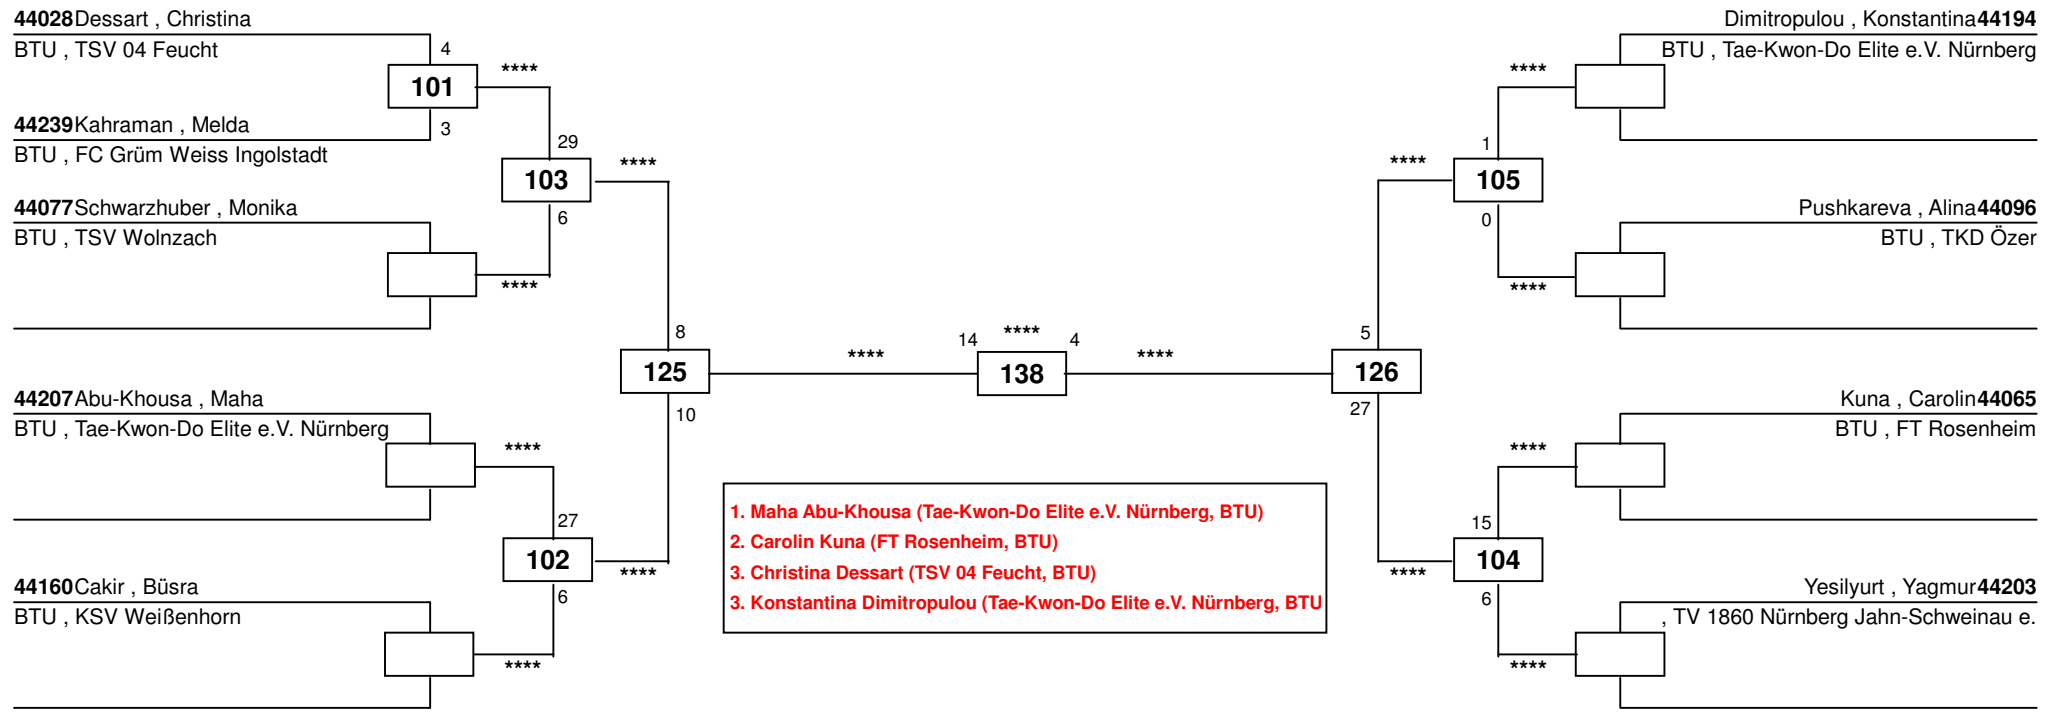 44028Dessart , Christina
BTU , TSV 04 Feucht
4
****
101
44239Kahraman , Melda
3
BTU , FC Grüm Weiss Ingolstadt
29
****
103
6
44077Schwarzhuber , Monika
BTU , TSV Wolnzach
****
8
125
10
44207Abu-Khousa , Maha
BTU , Tae-Kwon-Do Elite e.V. Nürnberg
****
27
102
****
6
44160Cakir , Büsra
BTU , KSV Weißenhorn
****
****
14
****
4
138
****
1. Maha Abu-Khousa (Tae-Kwon-Do Elite e.V. Nürnberg, BTU)
2. Carolin Kuna (FT Rosenheim, BTU)
3. Christina Dessart (TSV 04 Feucht, BTU)
3. Konstantina Dimitropulou (Tae-Kwon-Do Elite e.V. Nürnberg, BTU
Dimitropulou , Konstantina44194
BTU , Tae-Kwon-Do Elite e.V. Nürnberg
****
1
****
105
0
Pushkareva , Alina44096
BTU , TKD Özer
****
5
126
27
Kuna , Carolin44065
BTU , FT Rosenheim
****
15
104
****
6
Yesilyurt , Yagmur44203
, TV 1860 Nürnberg Jahn-Schweinau e.
****